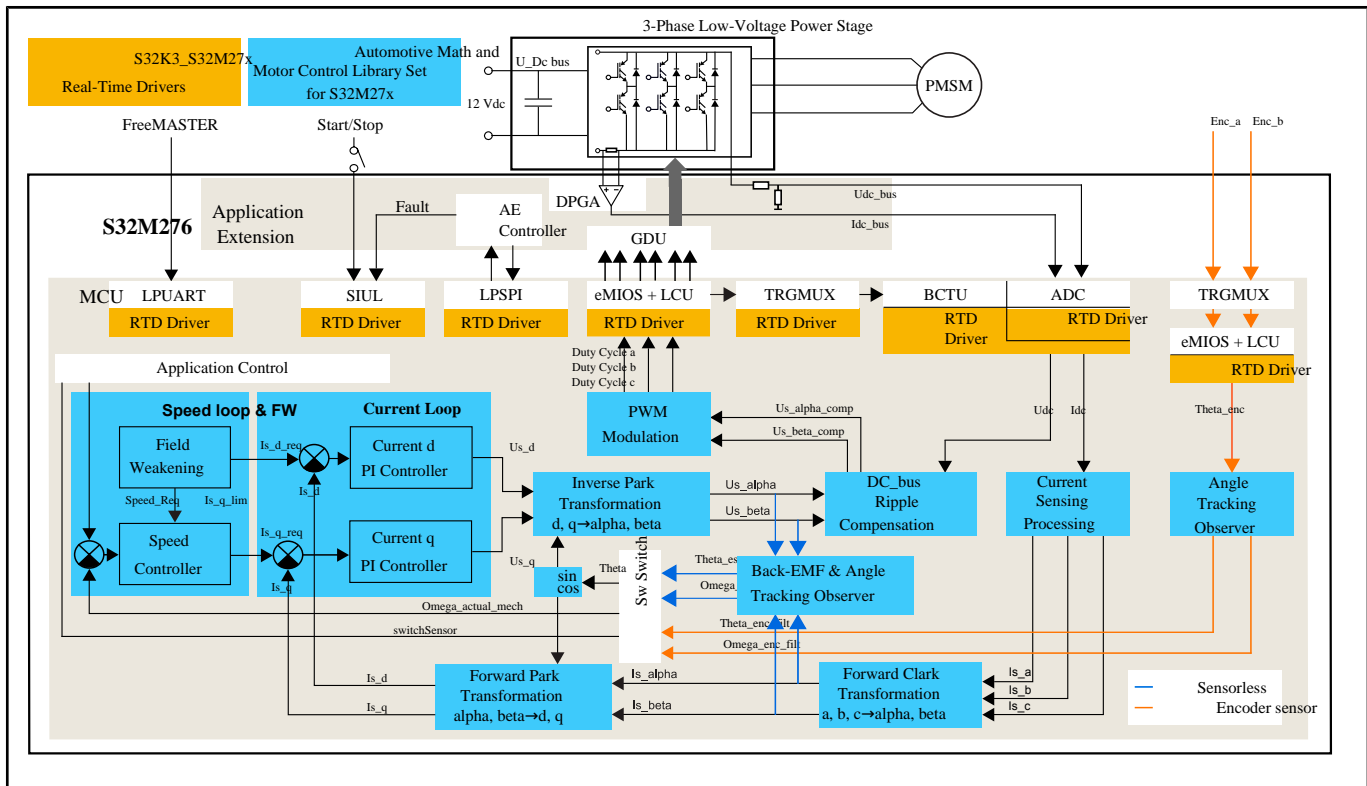 3-Phase Low-Voltage Power Stage
S32K3_S32M27x
Real-Time Drivers
Automotive Math and
Motor Control Library Set
for S32M27x
U_Dc bus
12 Vdc
PMSM
FreeMASTER
Start/Stop
Enc_a
Enc_b
S32M276
Application
Extension
Fault
AE
Controller
DPGA
Udc_bus
Idc_bus
GDU
MCU
LPUART
RTD Driver
SIUL
RTD Driver
LPSPI
RTD Driver
eMIOS + LCU
RTD Driver
TRGMUX
RTD Driver
BCTU
RTD
Driver
ADC
RTD Driver
TRGMUX
eMIOS + LCU
RTD Driver
Application Control
Duty Cycle a
Duty Cycle b
Duty Cycle c
Speed loop & FW
Current Loop
PWM
Modulation
Us_alpha_comp
Us_beta_comp
Udc
Idc
Theta_enc
Field
Weakening
Is_d_req
Is_d
Current d
PI Controller
Us_d
Speed_Req
Is_q_lim
Speed
Controller
Is_q_req
Is_q
Current q
PI Controller
Us_q
Inverse Park
Transformation
d, q→alpha, beta
Us_alpha
Us_beta
DC_bus
Ripple
Compensation
Current
Sensing
Processing
Angle
Tracking
Observer
sin
cos
Theta
Sw Switch
Theta_es
Omega_
Back-EMF & Angle
Tracking Observer
Omega_actual_mech
switchSensor
Theta_enc_filt
Omega_enc_filt
Is_d
Is_q
Forward Park
Transformation
alpha, beta→d, q
Is_alpha
Is_beta
Forward Clark
Transformation
a, b, c→alpha, beta
Is_a
Is_b
Is_c
Sensorless
Encoder sensor